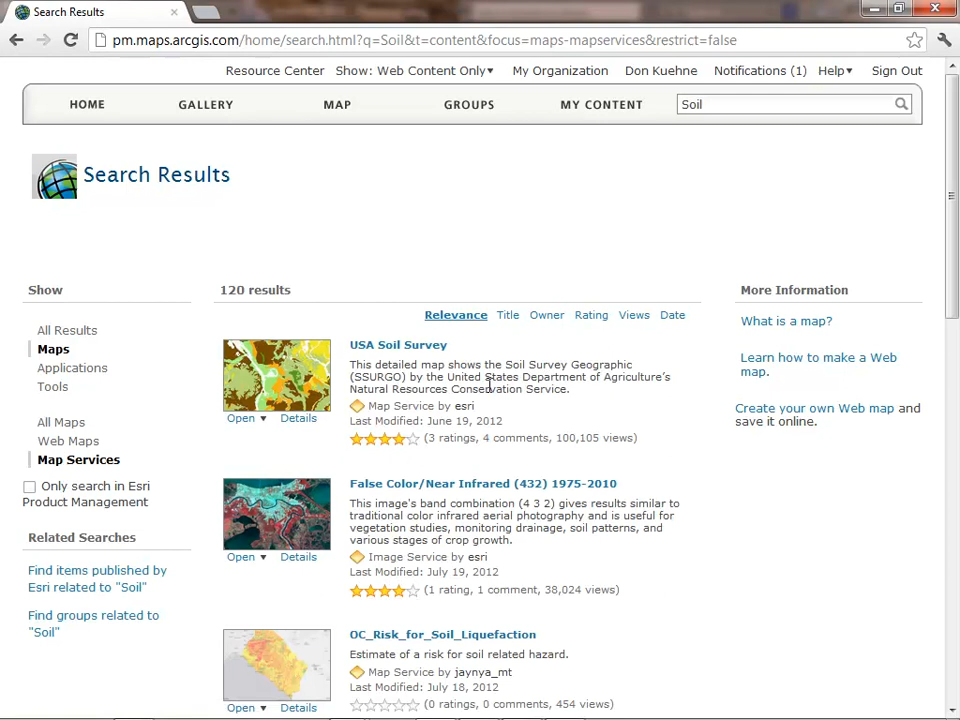 Search Results
pm.maps.arcgis.com/home/search.html?q=Soil&t=content&focus=maps-mapservices&restrict=false
Resource Center Show: Web Content Only▾ My Organization Don Kuehne Notifications (1) Help▾ Sign Out
HOME GALLERY MAP GROUPS MY CONTENT Soil
Search Results
Show
120 results
More Information
Relevance Title Owner Rating Views Date
All Results
Maps
Applications
Tools
All Maps
Web Maps
Map Services
Only search in Esri
Product Management
Related Searches
Find items published by
Esri related to "Soil"
Find groups related to
"Soil"
USA Soil Survey
This detailed map shows the Soil Survey Geographic
(SSURGO) by the United States Department of Agriculture's
Natural Resources Conservation Service.
Map Service by esri
Last Modified: June 19, 2012
(3 ratings, 4 comments, 100,105 views)
Open ▾ Details
False Color/Near Infrared (432) 1975-2010
This image's band combination (4 3 2) gives results similar to
traditional color infrared aerial photography and is useful for
vegetation studies, monitoring drainage, soil patterns, and
various stages of crop growth.
Image Service by esri
Last Modified: July 19, 2012
(1 rating, 1 comment, 38,024 views)
Open ▾ Details
OC_Risk_for_Soil_Liquefaction
Estimate of a risk for soil related hazard.
Map Service by jaynya_mt
Last Modified: July 18, 2012
(0 ratings, 0 comments, 454 views)
Open ▾ Details
What is a map?
Learn how to make a Web
map.
Create your own Web map and
save it online.